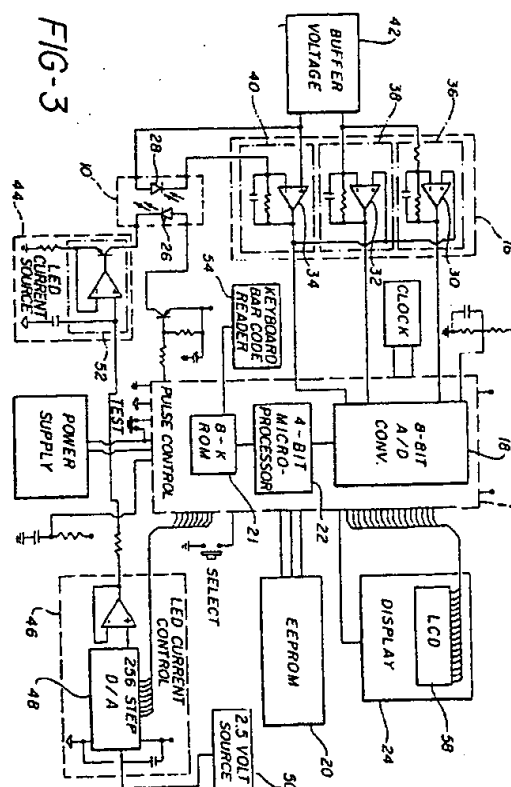 FIG-3
42
BUFFER
VOLTAGE
40
38
36
16
34
32
30
28
10
26
44
LED
CURRENT
SOURCE
52
54
KEYBOARD
BAR CODE
READER
CLOCK
8-BIT
A/D
CONV.
18
4-BIT
MICRO-
PROCESSOR
22
8-K
ROM
21
PULSE CONTROL
TEST
POWER
SUPPLY
SELECT
EEPROM
20
DISPLAY
LCD
58
24
LED CURRENT
CONTROL
46
256 STEP
D/A
48
2.5 VOLT
SOURCE
50